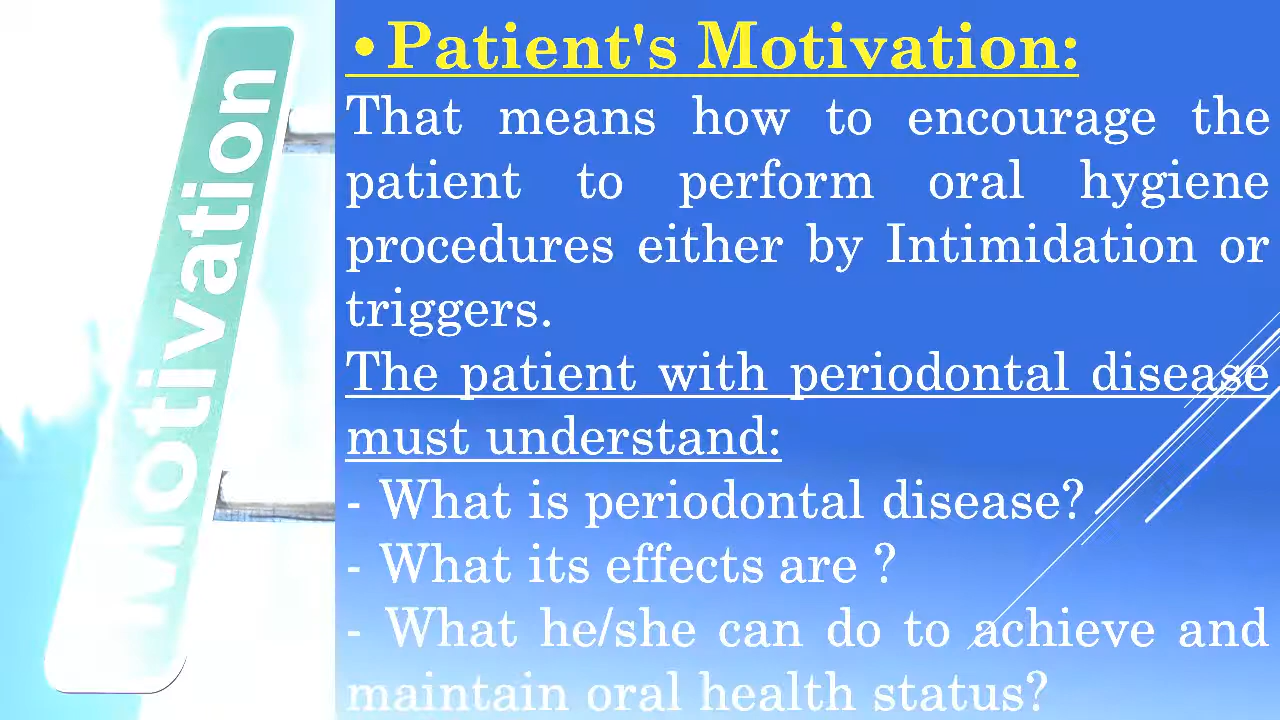 Motivation
•Patient's Motivation:
That means how to encourage the
patient to perform oral hygiene
procedures either by Intimidation or
triggers.
The patient with periodontal disease
must understand:
- What is periodontal disease?
- What its effects are ?
- What he/she can do to achieve and
maintain oral health status?